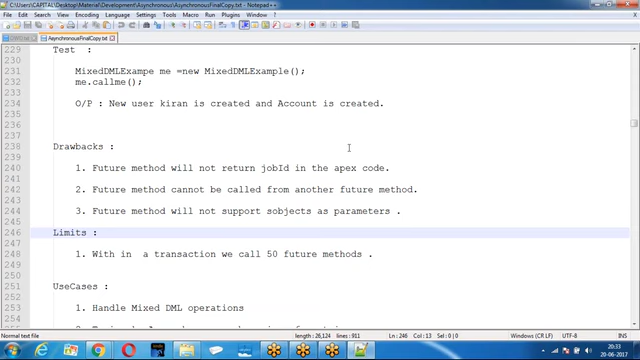 C:\Users\CAPITAL\Desktop\Material\Development\Asynchronous\AsynchronousFinalCopy.txt - Notepad++
File Edit Search View Encoding Language Settings Macro Run Plugins Window ?
AsynchronousFinalCopy.txt
229 Test :
230
231 MixedDMLExampe me =new MixedDMLExample();
232 me.callme();
233
234 O/P : New user kiran is created and Account is created.
235
236
237
238 Drawbacks :
239
240 1. Future method will not return jobId in the apex code.
241
242 2. Future method cannot be called from another future method.
243
244 3. Future method will not support sobjects as parameters .
245
246 Limits :
247
248 1. With in a transaction we call 50 future methods .
249
250
251 UseCases :
252
253 1. Handle Mixed DML operations
254
Normal text file length : 26,124 lines : 911 Ln : 246 Col : 13 Sel : 0 | 0 Windows (CR LF) UTF-8 INS
20:33
20-06-2017